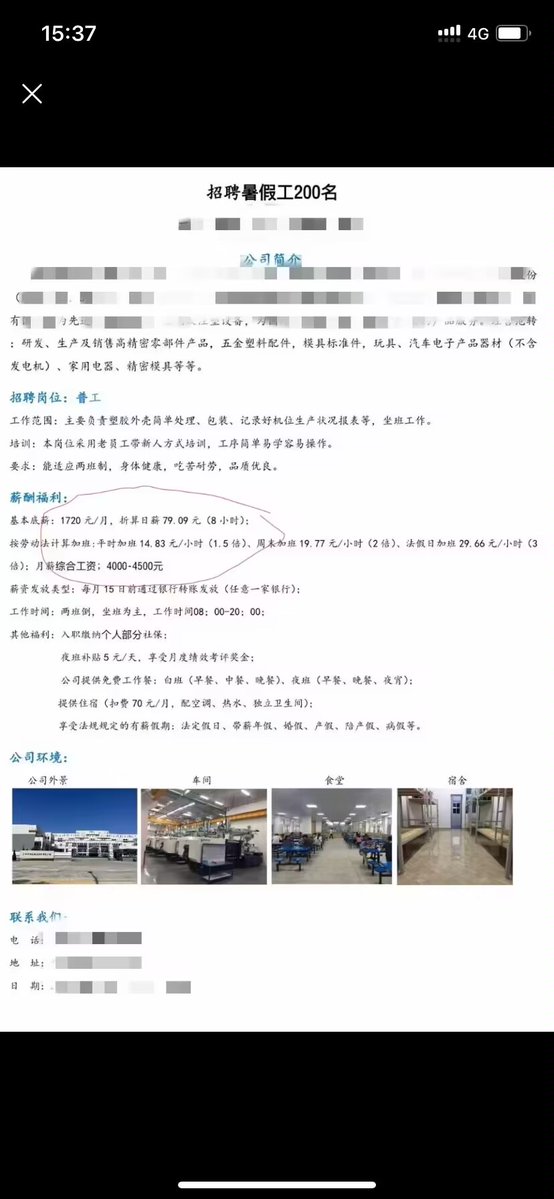 15:37
4G
招聘暑假工200名
公司简介
份
有
为先进
注塑设备，为
产品服务。经营范转
：研发、生产及销售高精密零部件产品，五金塑料配件，模具标准件，玩具、汽车电子产品器材（不含
发电机）、家用电器、精密模具等等。
招聘岗位：普工
工作范围：主要负责塑胶外壳简单处理、包装、记录好机位生产状况报表等，坐班工作。
培训：本岗位采用老员工带新人方式培训，工序简单易学容易操作。
要求：能适应两班制，身体健康，吃苦耐劳，品质优良。
薪酬福利：
基本底薪：1720 元/月，折算日薪 79.09 元（8 小时）；
按劳动法计算加班：平时加班 14.83 元/小时（1.5 倍）、周末加班 19.77 元/小时（2 倍）、法假日加班 29.66 元/小时（3
倍）；月薪综合工资；4000-4500元
薪资发放类型：每月 15 日前通过银行转账发放（任意一家银行）；
工作时间：两班倒，坐班为主，工作时间08；00-20；00；
其他福利：入职缴纳个人部分社保；
夜班补贴 5 元/天，享受月度绩效考评奖金；
公司提供免费工作餐：白班（早餐、中餐、晚餐）、夜班（早餐、晚餐、夜宵）；
提供住宿（扣费 70 元/月，配空调、热水、独立卫生间）；
享受法规规定的有薪假期：法定假日、带薪年假、婚假、产假、陪产假、病假等。
公司环境：
公司外景
车间
食堂
宿舍
联系我们：
电 话：
地 址：
日 期：